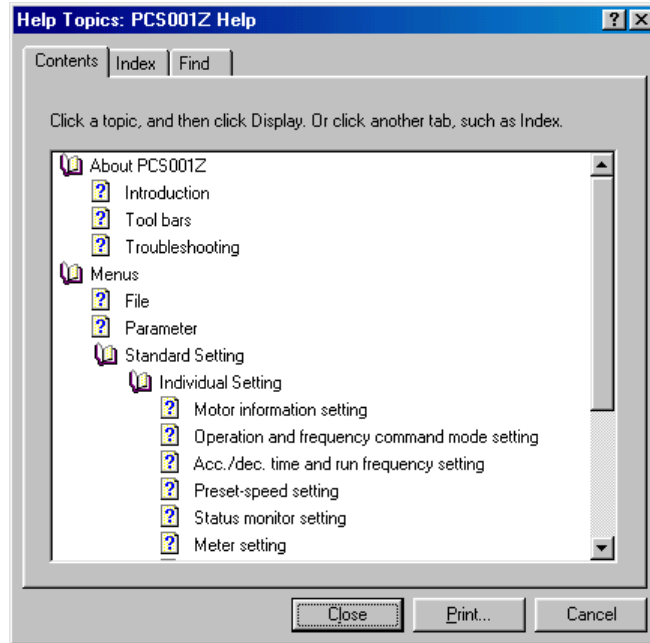 Help Topics: PCS001Z Help
Contents Index Find
Click a topic, and then click Display. Or click another tab, such as Index.
About PCS001Z
Introduction
Tool bars
Troubleshooting
Menus
File
Parameter
Standard Setting
Individual Setting
Motor information setting
Operation and frequency command mode setting
Acc./dec. time and run frequency setting
Preset-speed setting
Status monitor setting
Meter setting
Close Print... Cancel